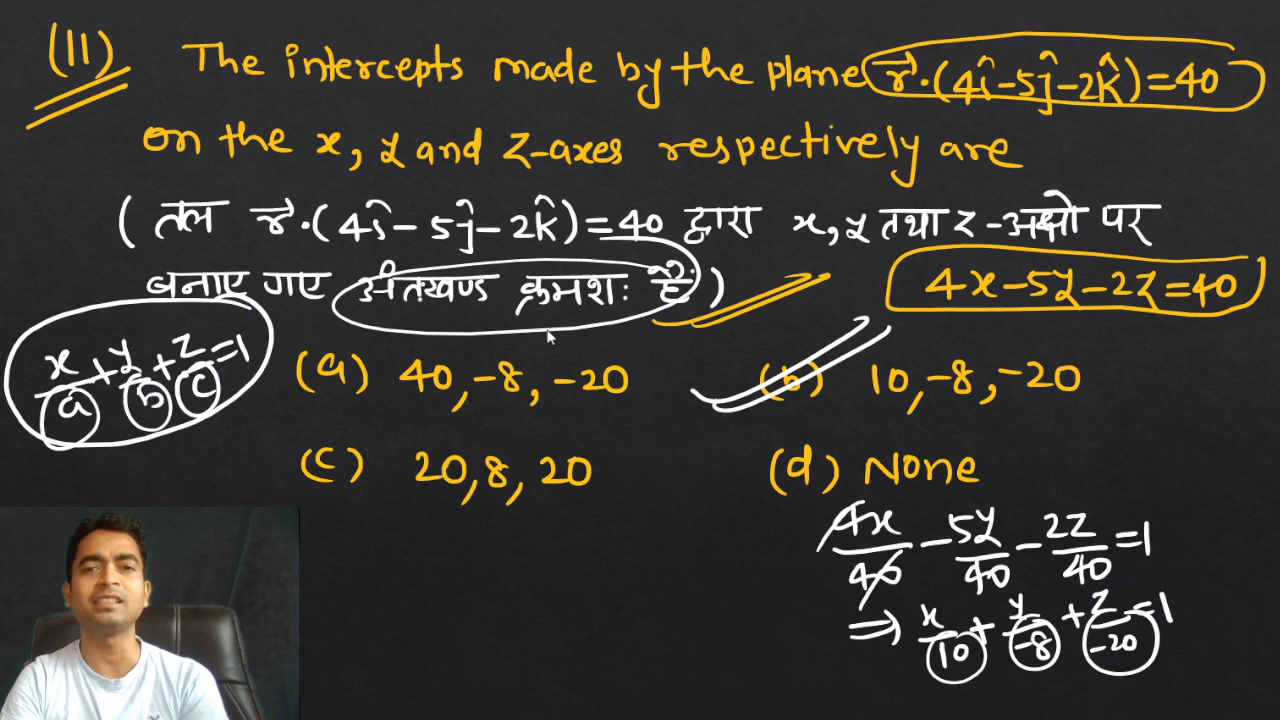 (11) The intercepts made by the plane r⃗·(4î-5ĵ-2k̂)=40
on the x, y and z-axes respectively are
( तल r⃗·(4î-5ĵ-2k̂)=40 द्वारा x, y तथा z-अक्षो पर
बनाए गए अंतखण्ड क्रमशः हैं )
4x-5y-2z=40
x/a+y/b+z/c=1
(a) 40,-8,-20
(b) 10,-8,-20
(c) 20,8,20
(d) None
4x/40-5y/40-2z/40=1
⇒ x/10+y/-8+z/-20=1